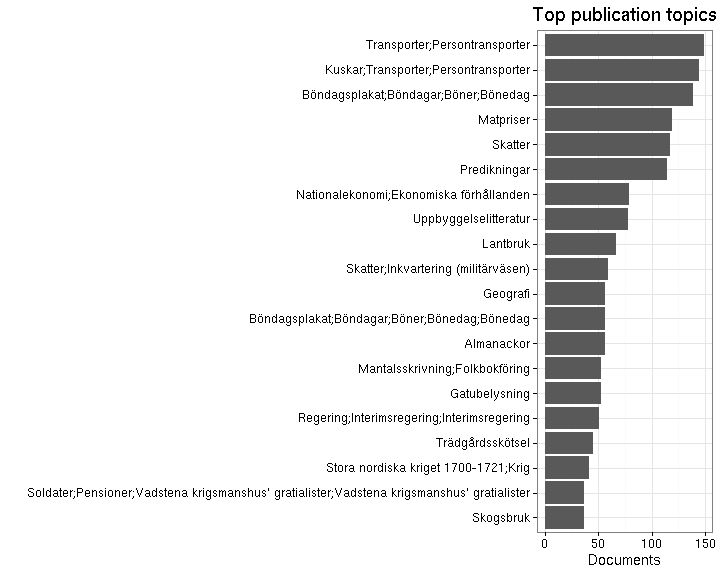 Top publication topics
Transporter;Persontransporter
Kuskar;Transporter;Persontransporter
Böndagsplakat;Böndagar;Böner;Bönedag
Matpriser
Skatter
Predikningar
Nationalekonomi;Ekonomiska förhållanden
Uppbyggelselitteratur
Lantbruk
Skatter;Inkvartering (militärväsen)
Geografi
Böndagsplakat;Böndagar;Böner;Bönedag;Bönedag
Almanackor
Mantalsskrivning;Folkbokföring
Gatubelysning
Regering;Interimsregering;Interimsregering
Trädgårdsskötsel
Stora nordiska kriget 1700-1721;Krig
Soldater;Pensioner;Vadstena krigsmanshus' gratialister;Vadstena krigsmanshus' gratialister
Skogsbruk
0 50 100 150
Documents